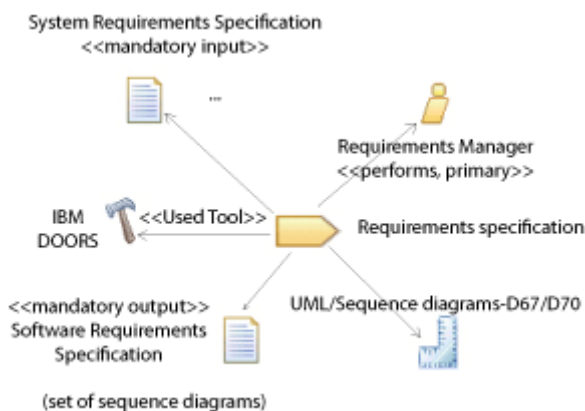 System Requirements Specification
<<mandatory input>>
...
Requirements Manager
<<performs, primary>>
IBM
DOORS
<<Used Tool>>
Requirements specification
<<mandatory output>>
Software Requirements
Specification
UML/Sequence diagrams-D67/D70
(set of sequence diagrams)